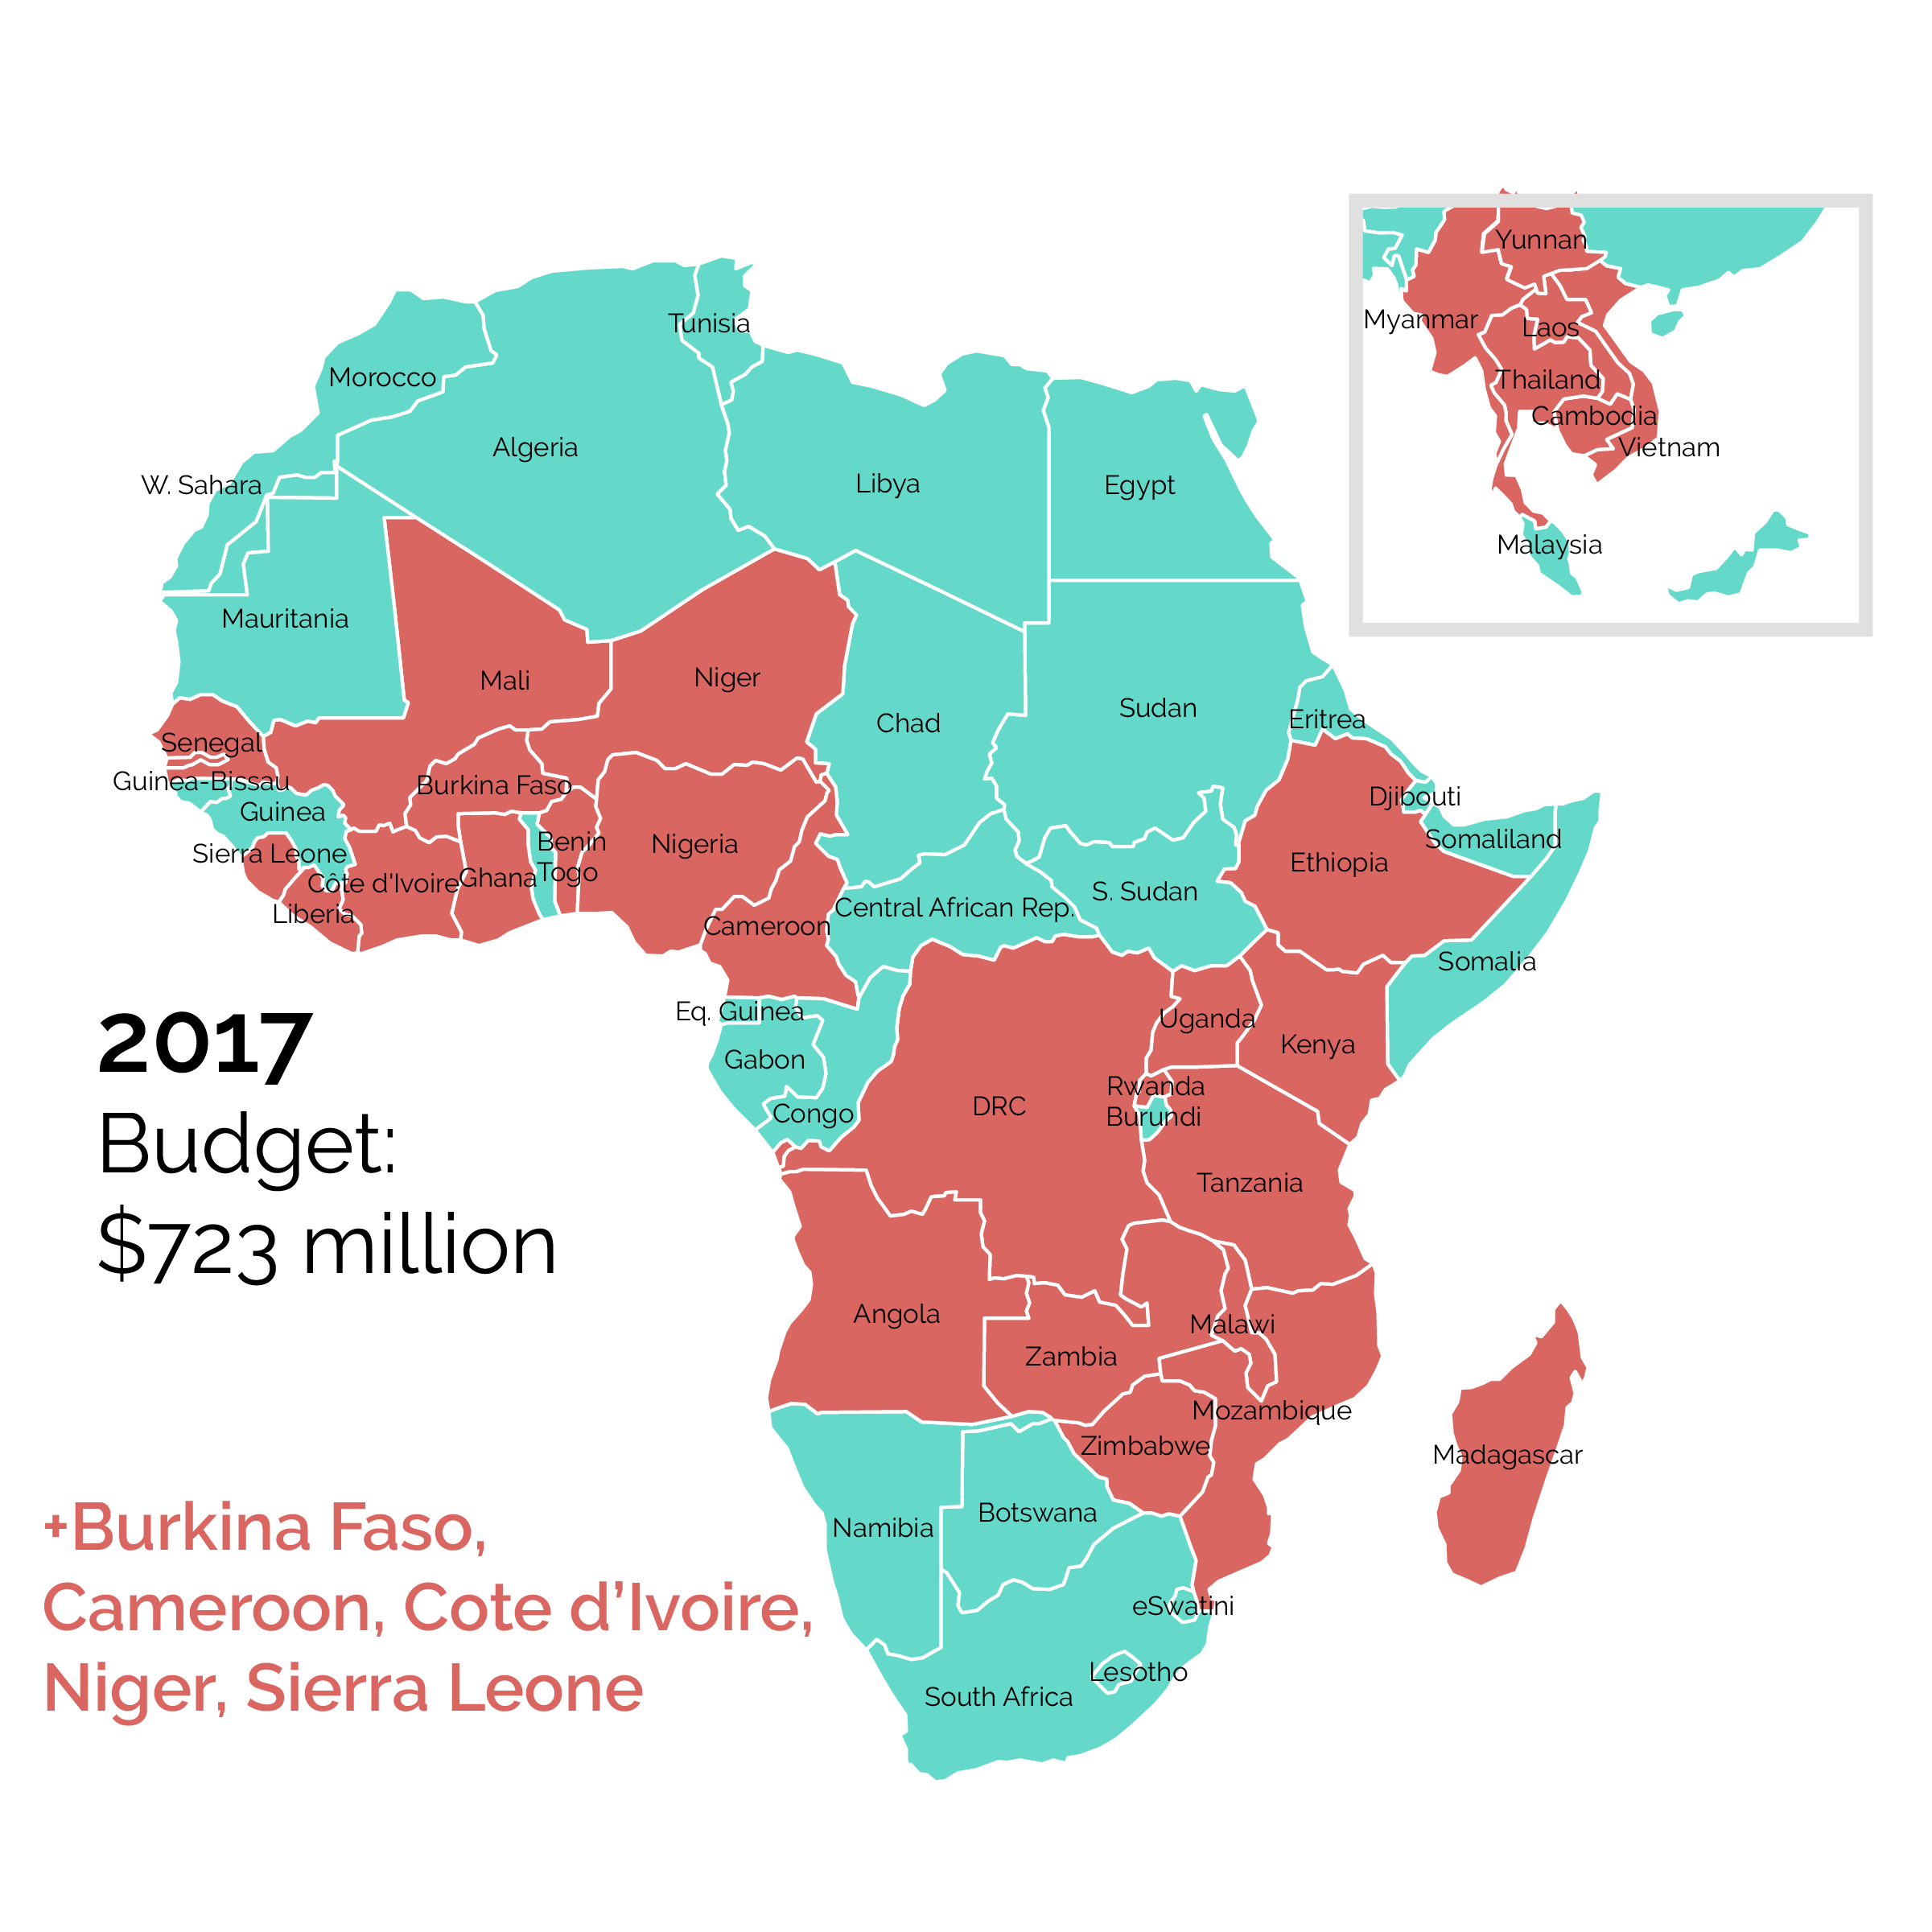 Yunnan
Myanmar
Laos
Thailand
Cambodia
Vietnam
Malaysia
Tunisia
Morocco
Algeria
W. Sahara
Libya
Egypt
Mauritania
Mali
Niger
Chad
Sudan
Eritrea
Senegal
Guinea-Bissau
Burkina Faso
Djibouti
Guinea
Somaliland
Sierra Leone
Benin
Nigeria
Ethiopia
Côte d'Ivoire
Ghana
Togo
S. Sudan
Liberia
Cameroon
Central African Rep.
Somalia
Eq. Guinea
Uganda
Kenya
Gabon
Rwanda
DRC
Congo
Burundi
Tanzania
Angola
Malawi
Zambia
Mozambique
Zimbabwe
Madagascar
Botswana
Namibia
eSwatini
Lesotho
South Africa
2017
Budget:
$723 million
+Burkina Faso,
Cameroon, Cote d’Ivoire,
Niger, Sierra Leone